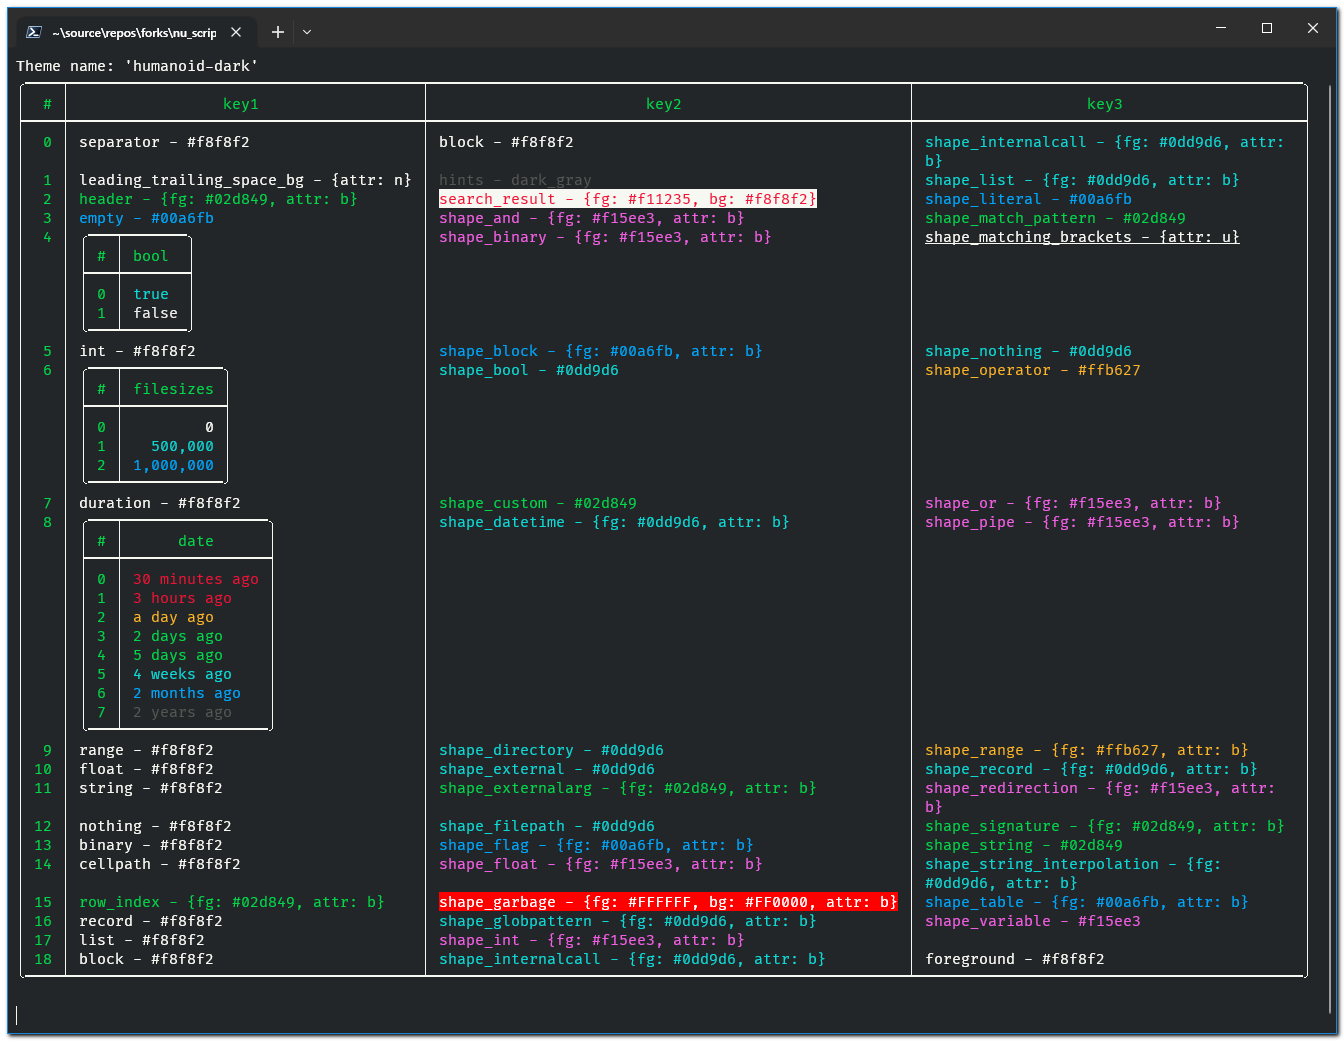 ~\source\repos\forks\nu_scrip
Theme name: 'humanoid-dark'
# key1 key2 key3
0 separator - #f8f8f2 block - #f8f8f2 shape_internalcall - {fg: #0dd9d6, attr:
b}
1 leading_trailing_space_bg - {attr: n} hints - dark_gray shape_list - {fg: #0dd9d6, attr: b}
2 header - {fg: #02d849, attr: b} search_result - {fg: #f11235, bg: #f8f8f2} shape_literal - #00a6fb
3 empty - #00a6fb shape_and - {fg: #f15ee3, attr: b} shape_match_pattern - #02d849
4 shape_binary - {fg: #f15ee3, attr: b} shape_matching_brackets - {attr: u}
# bool
0 true
1 false
5 int - #f8f8f2 shape_block - {fg: #00a6fb, attr: b} shape_nothing - #0dd9d6
6 shape_bool - #0dd9d6 shape_operator - #ffb627
# filesizes
0 0
1 500,000
2 1,000,000
7 duration - #f8f8f2 shape_custom - #02d849 shape_or - {fg: #f15ee3, attr: b}
8 shape_datetime - {fg: #0dd9d6, attr: b} shape_pipe - {fg: #f15ee3, attr: b}
# date
0 30 minutes ago
1 3 hours ago
2 a day ago
3 2 days ago
4 5 days ago
5 4 weeks ago
6 2 months ago
7 2 years ago
9 range - #f8f8f2 shape_directory - #0dd9d6 shape_range - {fg: #ffb627, attr: b}
10 float - #f8f8f2 shape_external - #0dd9d6 shape_record - {fg: #0dd9d6, attr: b}
11 string - #f8f8f2 shape_externalarg - {fg: #02d849, attr: b} shape_redirection - {fg: #f15ee3, attr:
b}
12 nothing - #f8f8f2 shape_filepath - #0dd9d6 shape_signature - {fg: #02d849, attr: b}
13 binary - #f8f8f2 shape_flag - {fg: #00a6fb, attr: b} shape_string - #02d849
14 cellpath - #f8f8f2 shape_float - {fg: #f15ee3, attr: b} shape_string_interpolation - {fg:
#0dd9d6, attr: b}
15 row_index - {fg: #02d849, attr: b} shape_garbage - {fg: #FFFFFF, bg: #FF0000, attr: b} shape_table - {fg: #00a6fb, attr: b}
16 record - #f8f8f2 shape_globpattern - {fg: #0dd9d6, attr: b} shape_variable - #f15ee3
17 list - #f8f8f2 shape_int - {fg: #f15ee3, attr: b}
18 block - #f8f8f2 shape_internalcall - {fg: #0dd9d6, attr: b} foreground - #f8f8f2